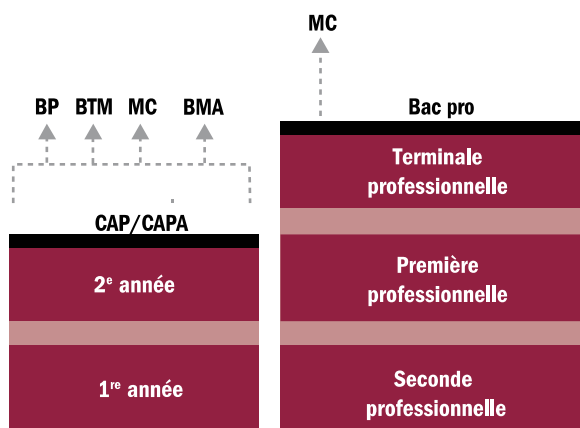 MC
BP BTM MC BMA
Bac pro
Terminale
professionnelle
CAP/CAPA
2e année
Première
professionnelle
1re année
Seconde
professionnelle